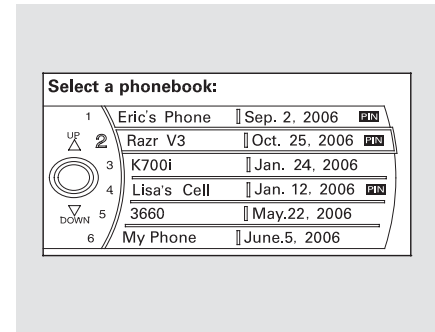 Select a phonebook:
1 Eric's Phone Sep. 2, 2006 PIN
UP 2 Razr V3 Oct. 25, 2006 PIN
3 K700i Jan. 24, 2006
4 Lisa's Cell Jan. 12, 2006 PIN
DOWN 5 3660 May.22, 2006
6 My Phone June.5, 2006